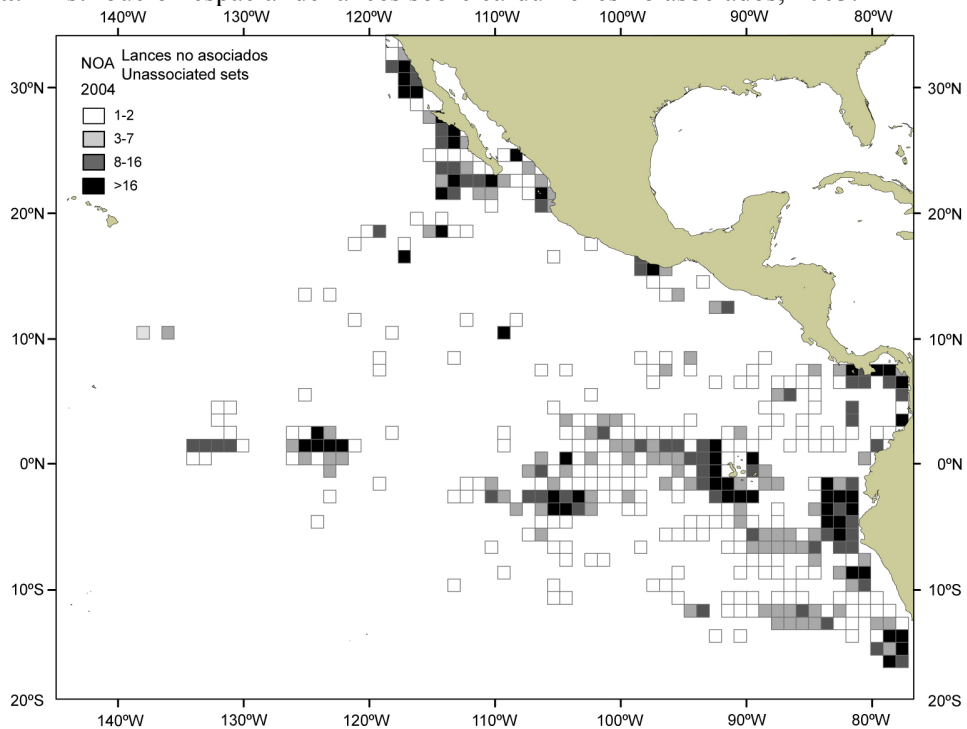 140ºW 130ºW 120ºW 110ºW 100ºW 90ºW 80ºW
NOA Lances no asociados
Unassociated sets
2004
1-2
3-7
8-16
>16
30ºN 30ºN
20ºN 20ºN
10ºN 10ºN
0ºN 0ºN
10ºS 10ºS
20ºS 20ºS
140ºW 130ºW 120ºW 110ºW 100ºW 90ºW 80ºW